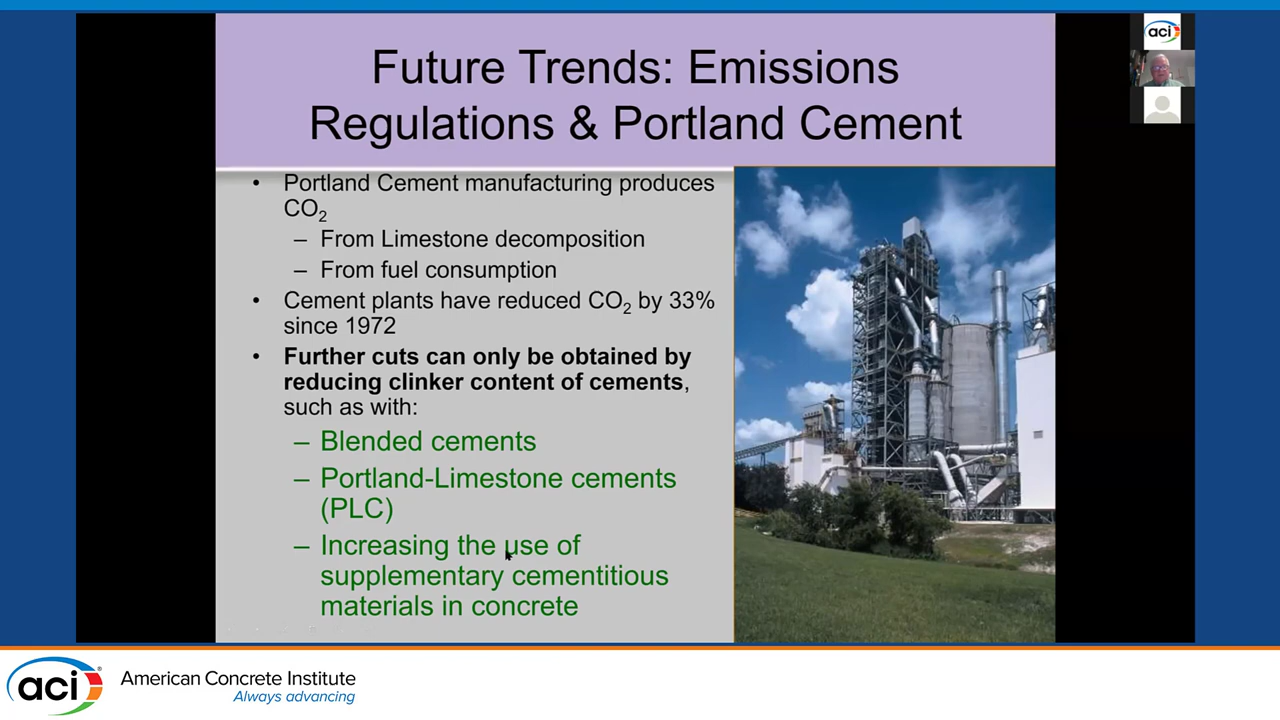 Future Trends: Emissions
Regulations & Portland Cement
• Portland Cement manufacturing produces
CO₂
– From Limestone decomposition
– From fuel consumption
• Cement plants have reduced CO₂ by 33%
since 1972
• Further cuts can only be obtained by
reducing clinker content of cements,
such as with:
– Blended cements
– Portland-Limestone cements
(PLC)
– Increasing the use of
supplementary cementitious
materials in concrete
aci
aci®
American Concrete Institute
Always advancing